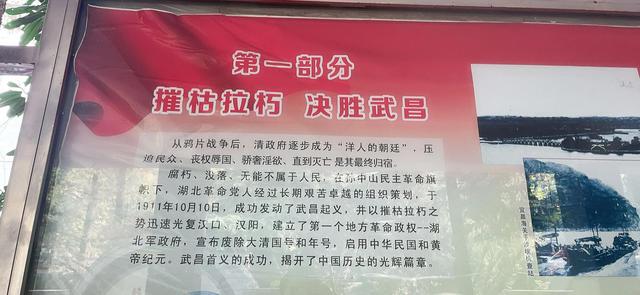 第一部分
摧枯拉朽 决胜武昌
从鸦片战争后，清政府逐步成为“洋人的朝廷”，压
迫民众、丧权辱国、骄奢淫欲、直到灭亡是其最终归宿。
腐朽、没落、无能不属于人民，在孙中山民主革命旗
帜下，湖北革命党人经过长期艰苦卓越的组织策划，于
1911年10月10日，成功发动了武昌起义，并以摧枯拉朽之
势迅速光复汉口、汉阳，建立了第一个地方革命政权--湖
北军政府，宣布废除大清国号和年号，启用中华民国和黄
帝纪元。武昌首义的成功，揭开了中国历史的光辉篇章。